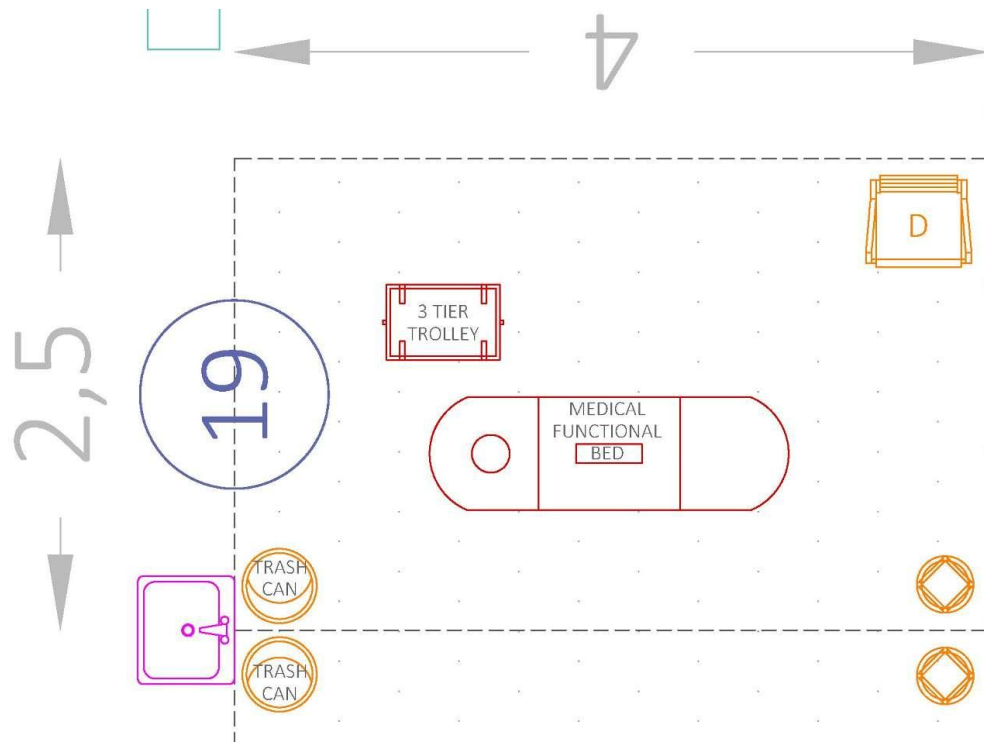 4
D
3 TIER
TROLLEY
2,5
19
MEDICAL
FUNCTIONAL
BED
TRASH
CAN
TRASH
CAN